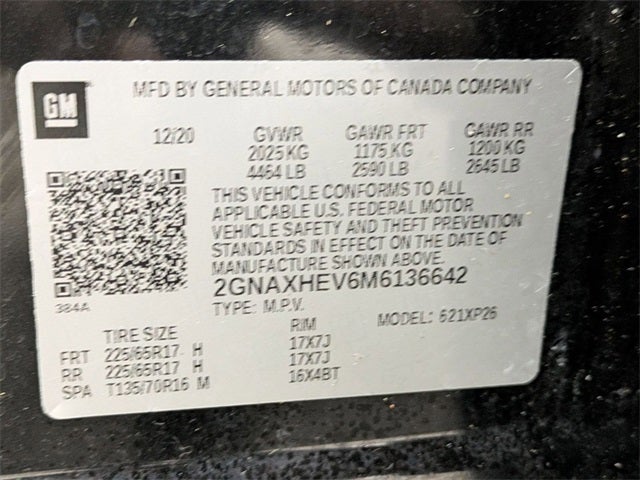 GM
MFD BY GENERAL MOTORS OF CANADA COMPANY
12/20 GVWR GAWR FRT GAWR RR
2025 KG 1175 KG 1200 KG
4464 LB 2590 LB 2645 LB
THIS VEHICLE CONFORMS TO ALL
APPLICABLE U.S. FEDERAL MOTOR
VEHICLE SAFETY AND THEFT PREVENTION
STANDARDS IN EFFECT ON THE DATE OF
MANUFACTURE SHOWN ABOVE.
384A 2GNAXHEV6M6136642
TYPE: M.P.V. MODEL: 621XP26
TIRE SIZE RIM
FRT 225/65R17 H 17X7J
RR 225/65R17 H 17X7J
SPA T135/70R16 M 16X4BT